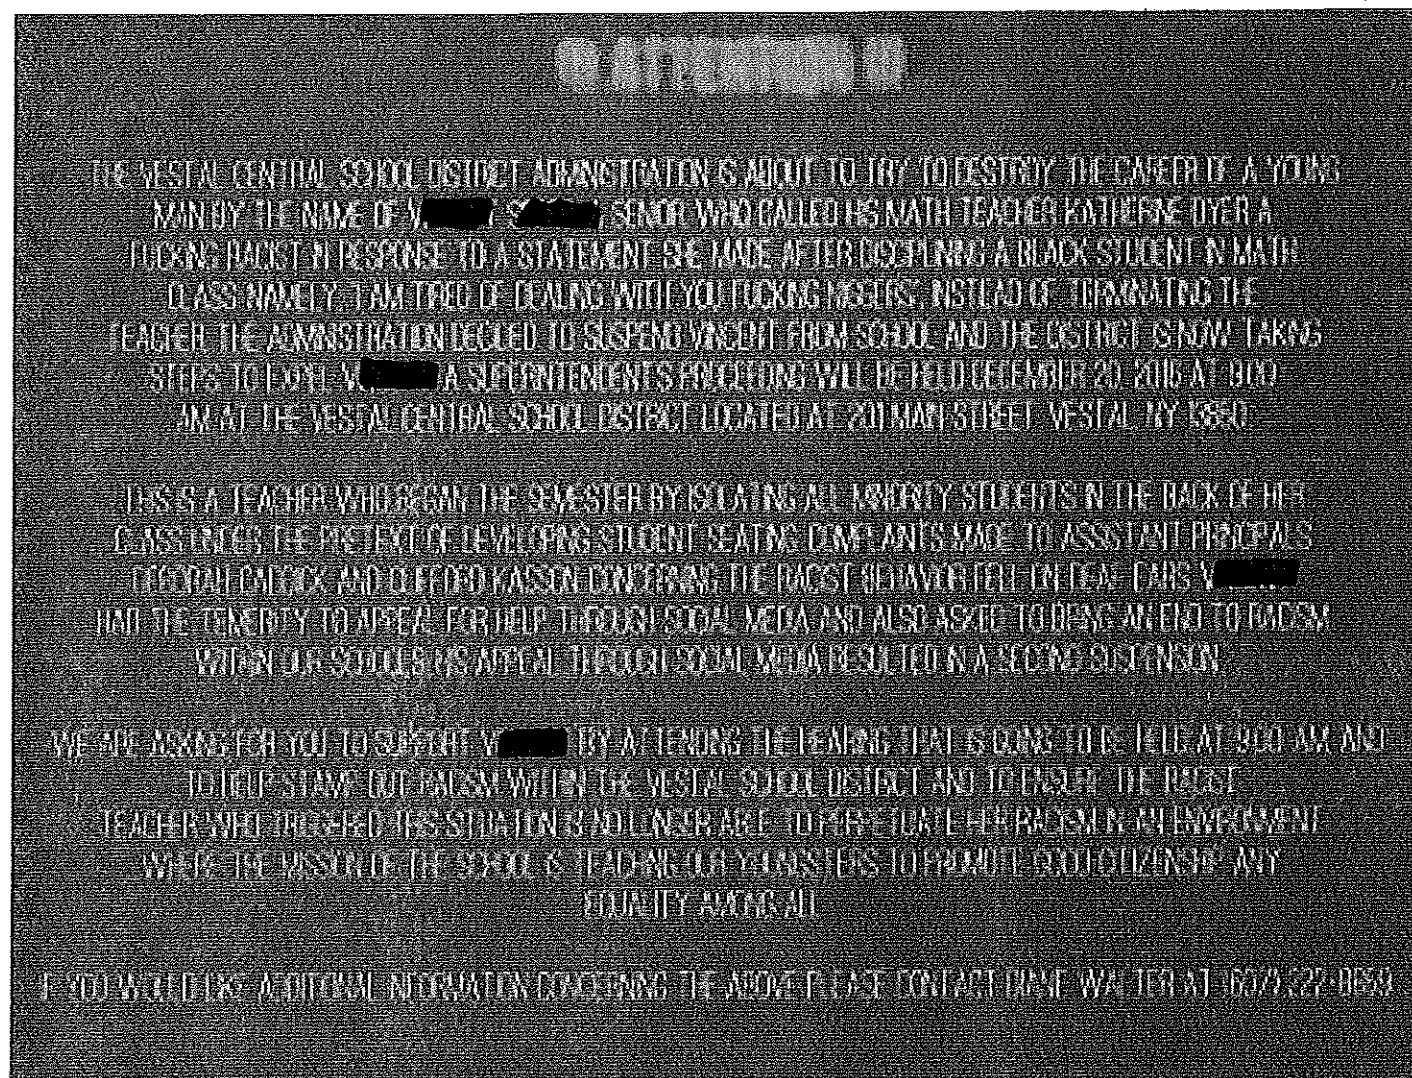 ATTENTION
THE VESTAL CENTRAL SCHOOL DISTRICT ADMINISTRATION IS ABOUT TO TRY TO DESTROY THE CAREER OF A YOUNG
MAN BY THE NAME OF V S SENIOR WHO CALLED HIS MATH TEACHER KATHERINE DYER A
FUCKING RACIST IN RESPONSE TO A STATEMENT SHE MADE AFTER DISCIPLINING A BLACK STUDENT IN MATH
CLASS NAMELY I AM TIRED OF DEALING WITH YOU FUCKING NIGGERS INSTEAD OF TERMINATING THE
TEACHER THE ADMINISTRATION DECIDED TO SUSPEND VINCENT FROM SCHOOL AND THE DISTRICT IS NOW TAKING
STEPS TO EXPEL V A SUPERINTENDENTS PROCEEDING WILL BE HELD DECEMBER 20, 2016 AT 9:00
AM AT THE VESTAL CENTRAL SCHOOL DISTRICT LOCATED AT 201 MAIN STREET VESTAL NY 13850
THIS IS A TEACHER WHO BEGAN THE SEMESTER BY ISOLATING ALL MINORITY STUDENTS IN THE BACK OF HER
CLASS UNDER THE PRETEXT OF DEVELOPING STUDENT SEATING COMPLAINTS MADE TO ASSISTANT PRINCIPALS
DEBORAH CADDICK AND CLIFFORD KASSON CONCERNING THE RACIST BEHAVIOR FELL ON DEAF EARS V
HAD THE TEMERITY TO APPEAL FOR HELP THROUGH SOCIAL MEDIA AND ALSO ASKED TO BRING AN END TO RACISM
WITHIN OUR SCHOOLS HIS APPEAL THROUGH SOCIAL MEDIA RESULTED IN A SECOND SUSPENSION
WE ARE ASKING FOR YOU TO SUPPORT V BY ATTENDING THE HEARING THAT IS GOING TO BE HELD AT 9:00 AM AND
TO HELP STAMP OUT RACISM WITHIN THE VESTAL SCHOOL DISTRICT AND TO ENSURE THE RACIST
TEACHER WHO TRIGGERED THIS SITUATION IS NO LONGER ABLE TO PERPETUATE HER RACISM IN AN ENVIRONMENT
WHERE THE MISSION OF THE SCHOOL IS TEACHING OUR YOUNGSTERS TO PROMOTE GOOD CITIZENSHIP ANY
EQUALITY AMONG ALL
IF YOU WOULD LIKE ADDITIONAL INFORMATION CONCERNING THE ABOVE PLEASE CONTACT WALTER AT (607)